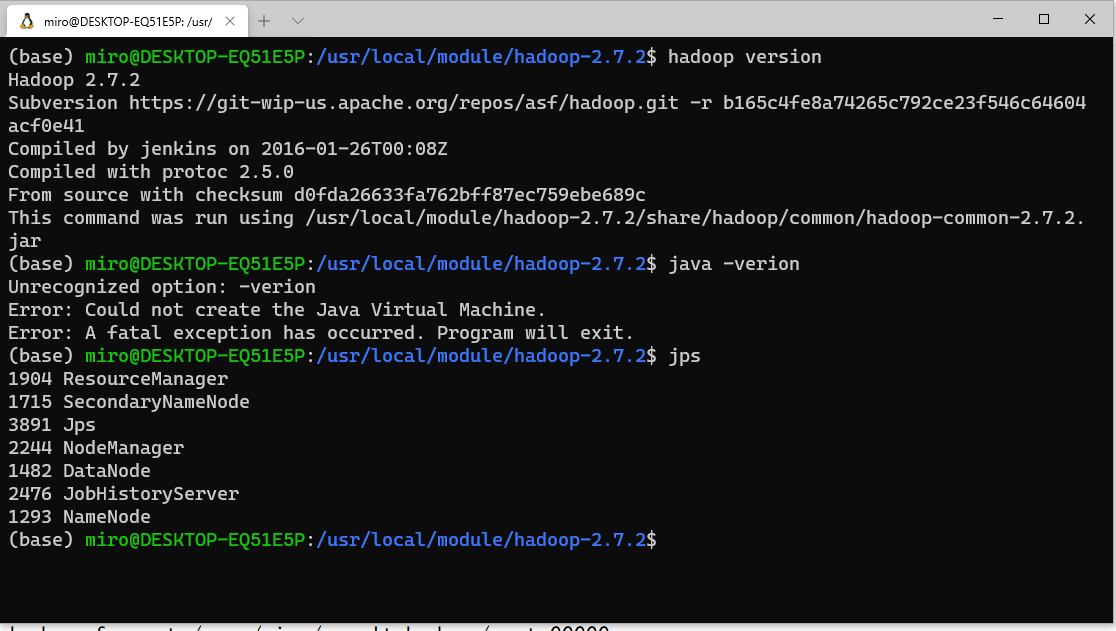 miro@DESKTOP-EQ51E5P: /usr/
(base) miro@DESKTOP-EQ51E5P:/usr/local/module/hadoop-2.7.2$ hadoop version
Hadoop 2.7.2
Subversion https://git-wip-us.apache.org/repos/asf/hadoop.git -r b165c4fe8a74265c792ce23f546c64604
acf0e41
Compiled by jenkins on 2016-01-26T00:08Z
Compiled with protoc 2.5.0
From source with checksum d0fda26633fa762bff87ec759ebe689c
This command was run using /usr/local/module/hadoop-2.7.2/share/hadoop/common/hadoop-common-2.7.2.
jar
(base) miro@DESKTOP-EQ51E5P:/usr/local/module/hadoop-2.7.2$ java -verion
Unrecognized option: -verion
Error: Could not create the Java Virtual Machine.
Error: A fatal exception has occurred. Program will exit.
(base) miro@DESKTOP-EQ51E5P:/usr/local/module/hadoop-2.7.2$ jps
1904 ResourceManager
1715 SecondaryNameNode
3891 Jps
2244 NodeManager
1482 DataNode
2476 JobHistoryServer
1293 NameNode
(base) miro@DESKTOP-EQ51E5P:/usr/local/module/hadoop-2.7.2$